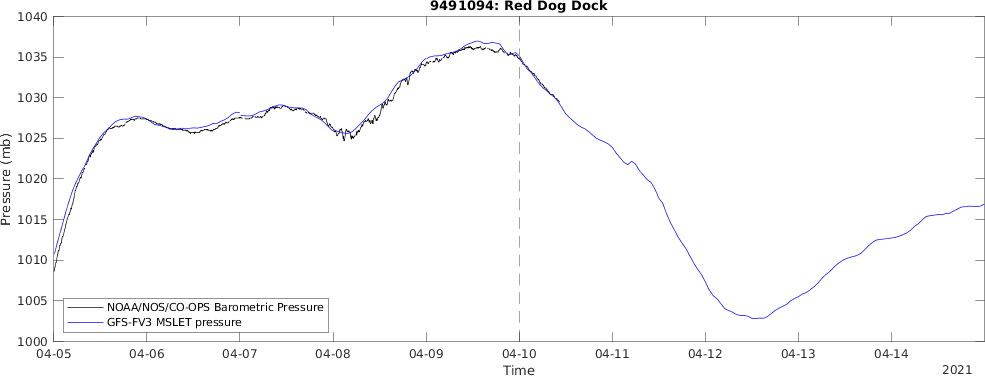 9491094: Red Dog Dock
1040
1035
1030
1025
1020
1015
1010
1005
1000
Pressure (mb)
NOAA/NOS/CO-OPS Barometric Pressure
GFS-FV3 MSLET pressure
04-05 04-06 04-07 04-08 04-09 04-10 04-11 04-12 04-13 04-14
Time
2021